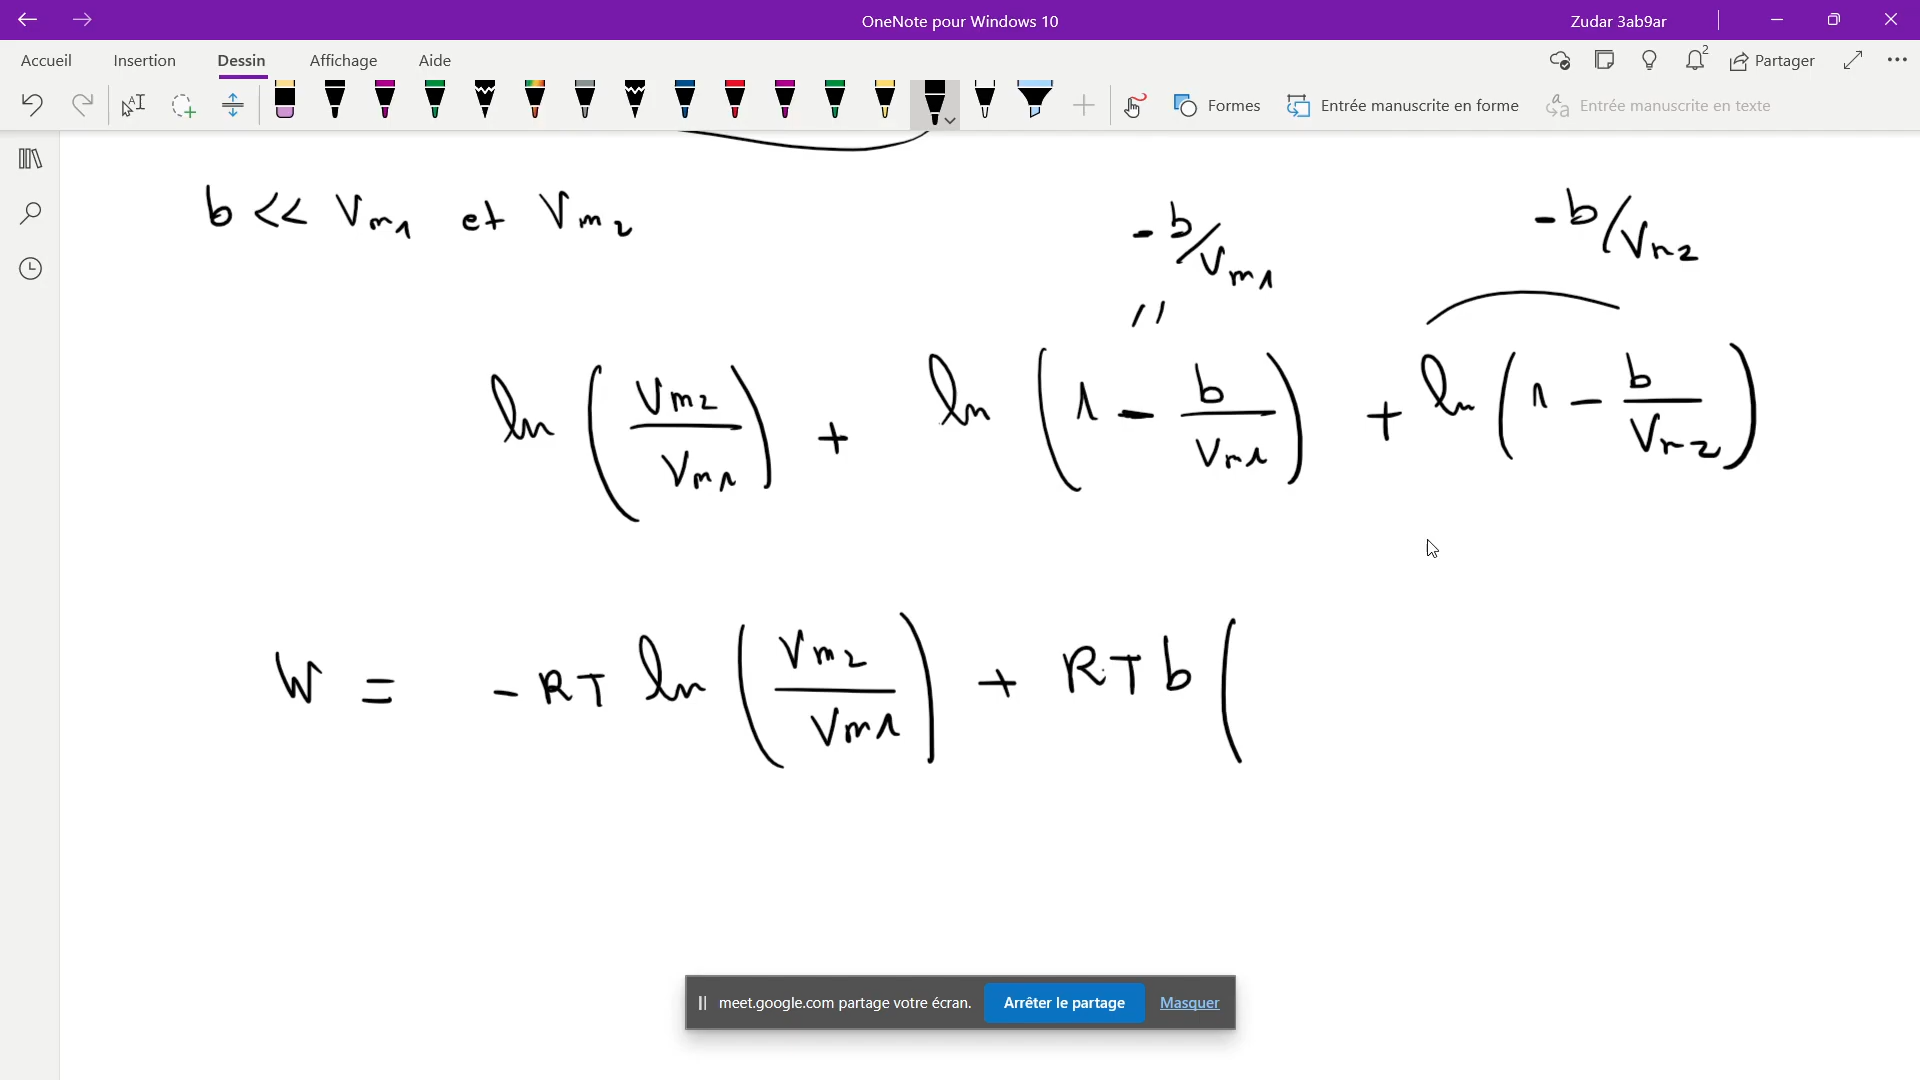 OneNote pour Windows 10
Zudar 3ab9ar
Accueil Insertion Dessin Affichage Aide
2 Partager
Formes Entrée manuscrite en forme Entrée manuscrite en texte
b << Vm1 et Vm2
- b/Vm1
- b/Vm2
//
ln (Vm2/Vm1) + ln (1 - b/Vm1) + ln (1 - b/Vm2)
W = - RT ln (Vm2/Vm1) + RTb (
meet.google.com partage votre écran. Arrêter le partage Masquer